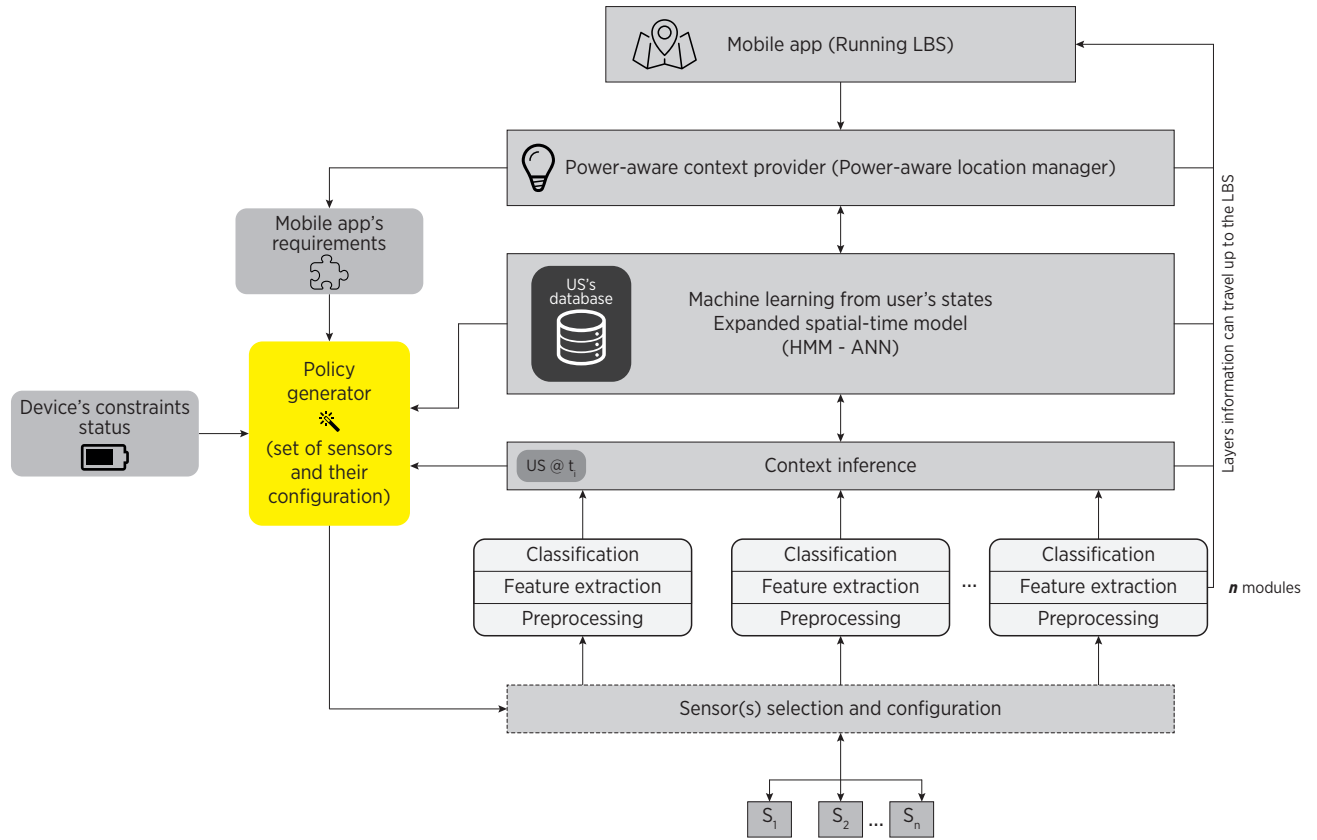 Mobile app (Running LBS)
Power-aware context provider (Power-aware location manager)
Layers information can travel up to the LBS
Mobile app's
requirements
US's
database
Machine learning from user's states
Expanded spatial-time model
(HMM - ANN)
Policy
generator
(set of sensors
and their
configuration)
Device's constraints
status
US @ tᵢ
Context inference
Classification
Feature extraction
Preprocessing
Classification
Feature extraction
Preprocessing
...
Classification
Feature extraction
Preprocessing
n modules
Sensor(s) selection and configuration
S₁
S₂
...
Sₙ